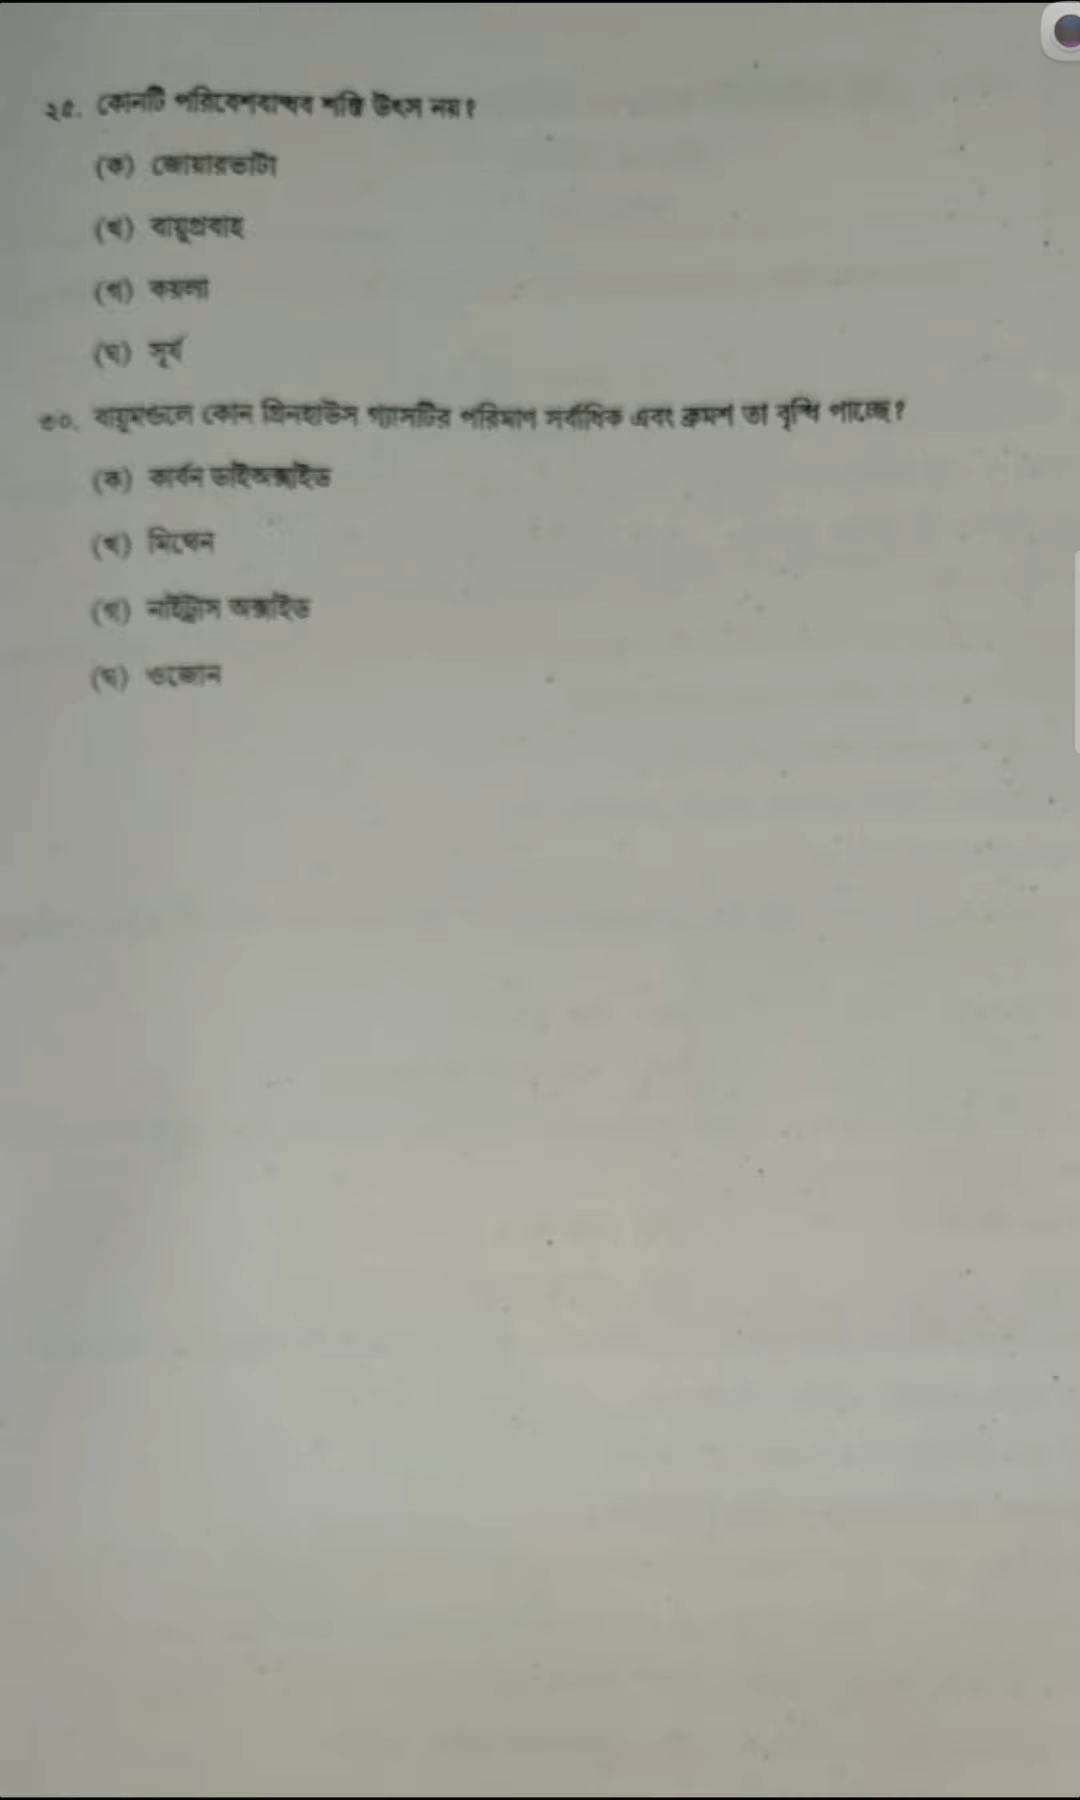 ২৫. কোনটি পরিবেশবান্ধব শক্তি উৎস নয়?
(ক) জোয়ারভাটা
(খ) বায়ুপ্রবাহ
(গ) কয়লা
(ঘ) সূর্য
৩০. বায়ুমণ্ডলে কোন গ্রিনহাউস গ্যাসটির পরিমাণ সর্বাধিক এবং ক্রমশ তা বৃদ্ধি পাচ্ছে?
(ক) কার্বন ডাইঅক্সাইড
(খ) মিথেন
(গ) নাইট্রাস অক্সাইড
(ঘ) ওজোন